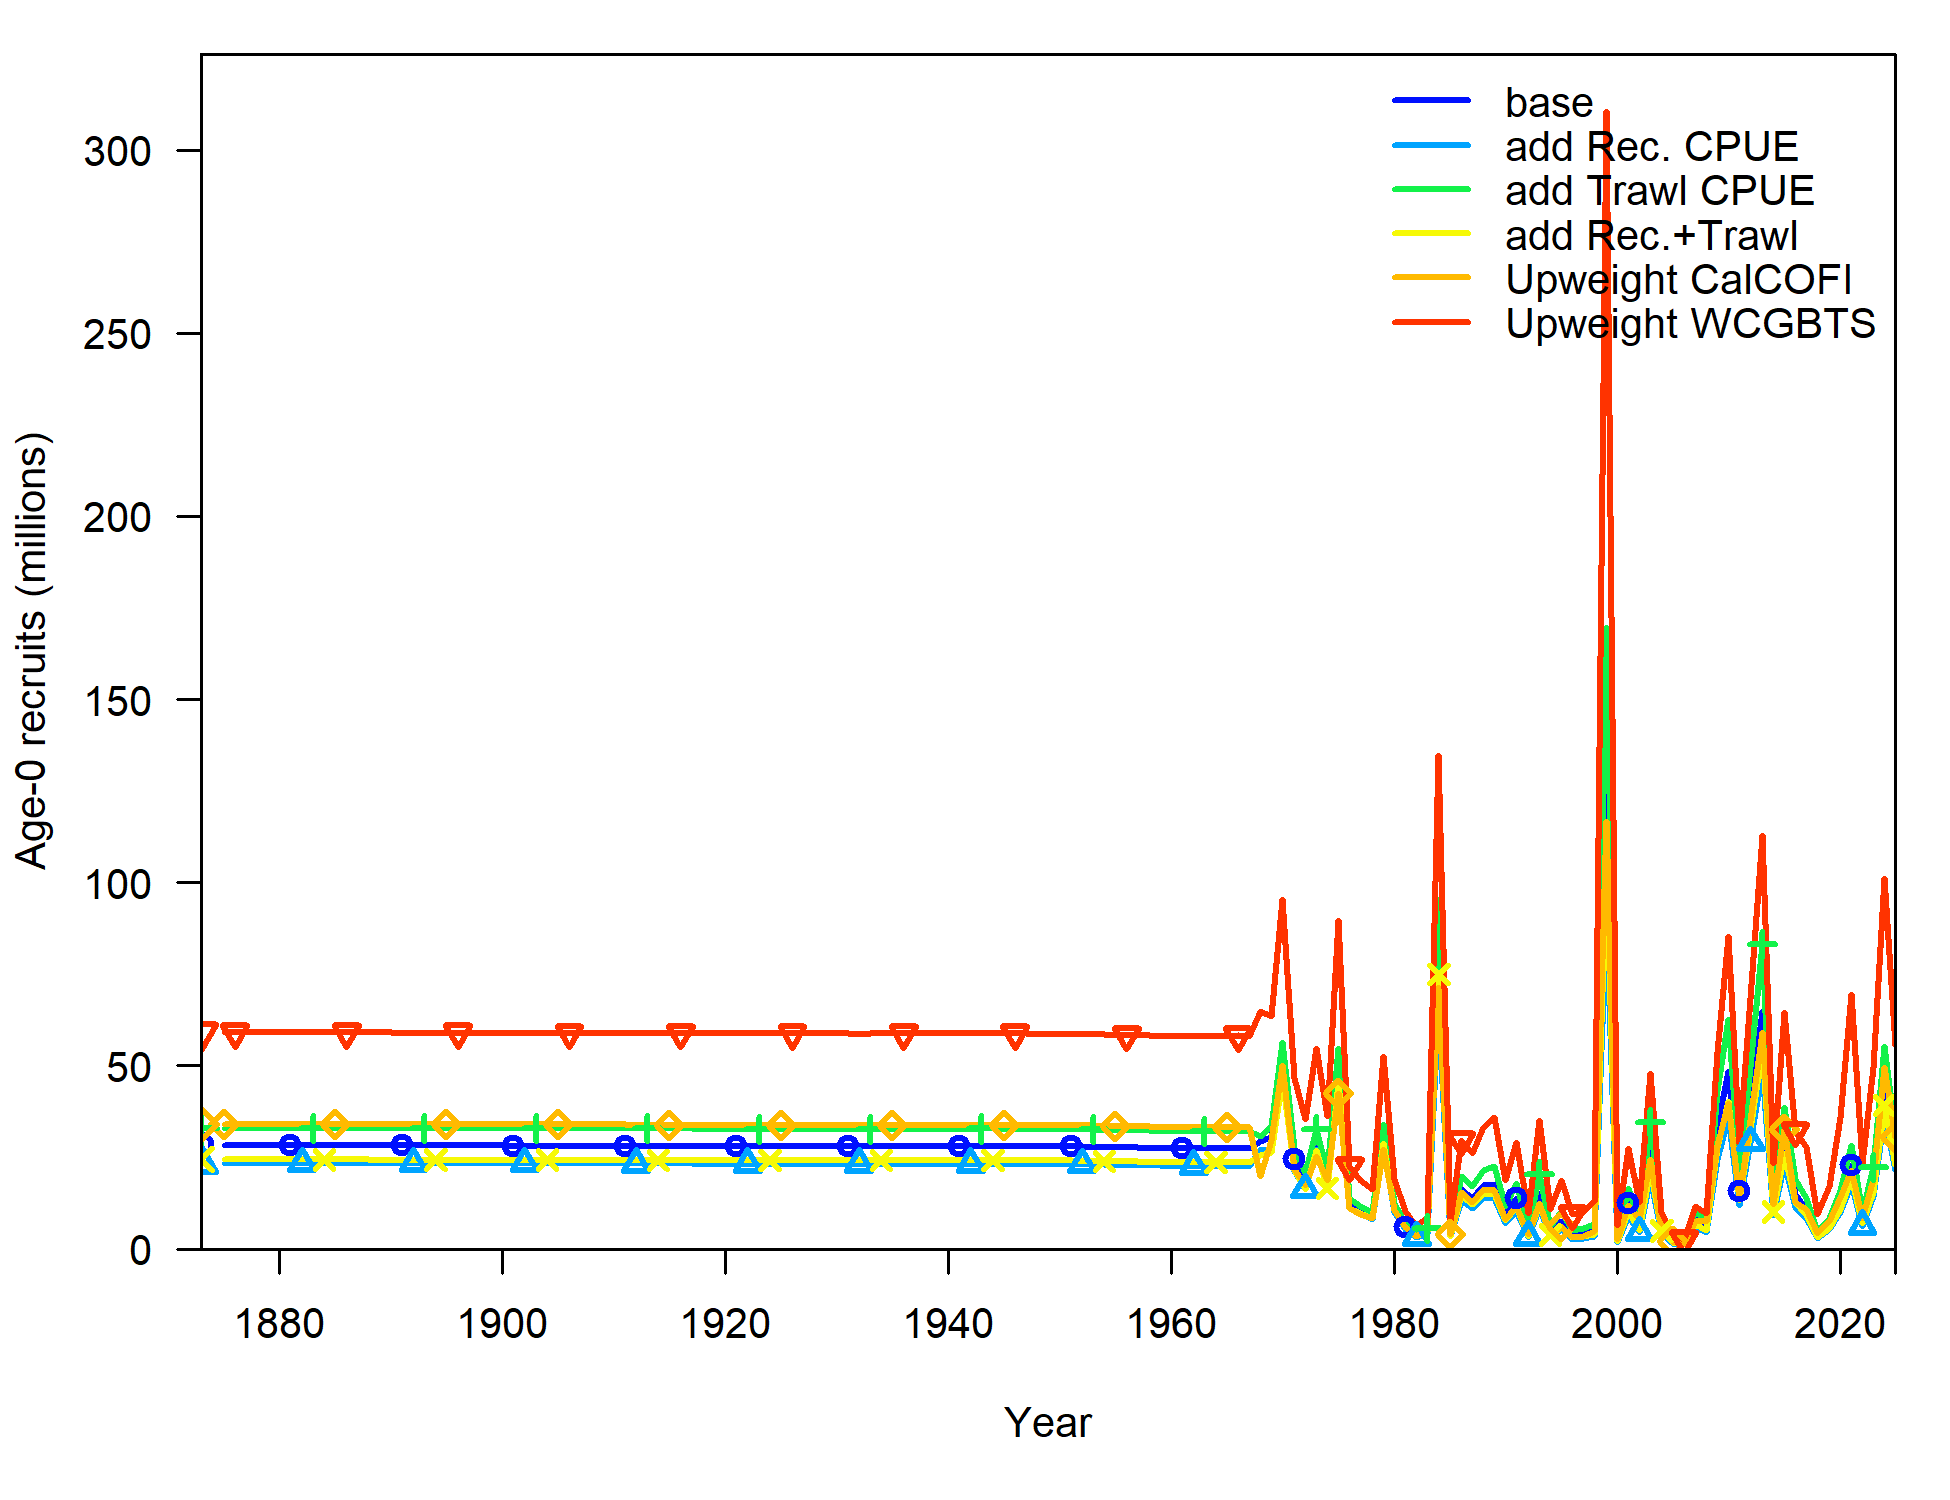 base
add Rec. CPUE
add Trawl CPUE
add Rec.+Trawl
Upweight CalCOFI
Upweight WCGBTS
300
250
200
150
100
50
0
Age-0 recruits (millions)
1880 1900 1920 1940 1960 1980 2000 2020
Year